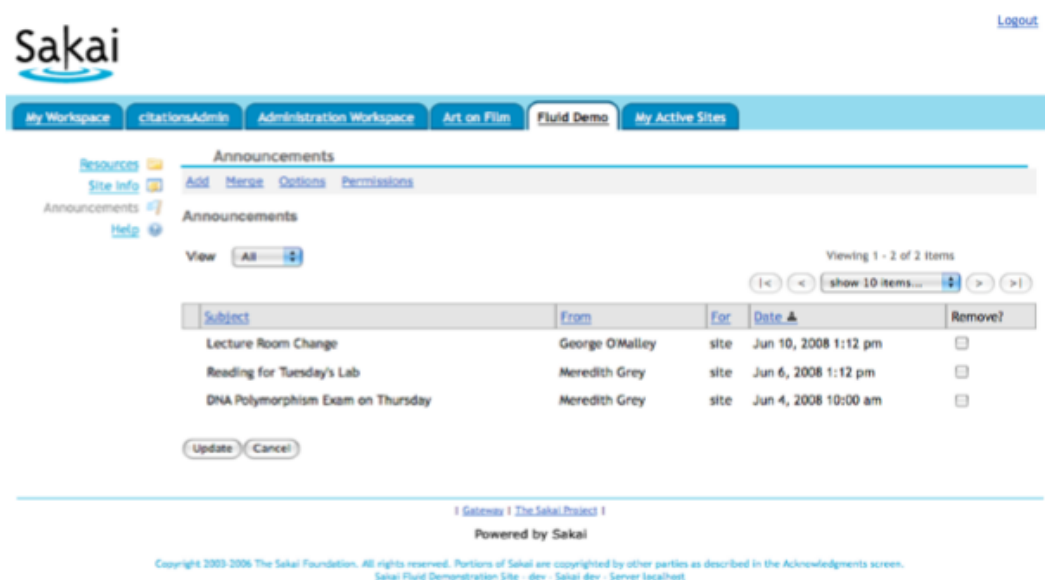 Logout
Sakai
My Workspace citationsAdmin Administration Workspace Art on Film Fluid Demo My Active Sites
Resources
Site Info
Announcements
Help
Announcements
Add Merge Options Permissions
Announcements
View All
Viewing 1 - 2 of 2 items
|< < show 10 items... > >|
Subject From For Date Remove?
Lecture Room Change George O'Malley site Jun 10, 2008 1:12 pm
Reading for Tuesday's Lab Meredith Grey site Jun 6, 2008 1:12 pm
DNA Polymorphism Exam on Thursday Meredith Grey site Jun 4, 2008 10:00 am
Update Cancel
| Gateway | The Sakai Project |
Powered by Sakai
Copyright 2003-2006 The Sakai Foundation. All rights reserved. Portions of Sakai are copyrighted by other parties as described in the Acknowledgments screen.
Sakai Fluid Demonstration Site - dev - Sakai dev - Server localhost